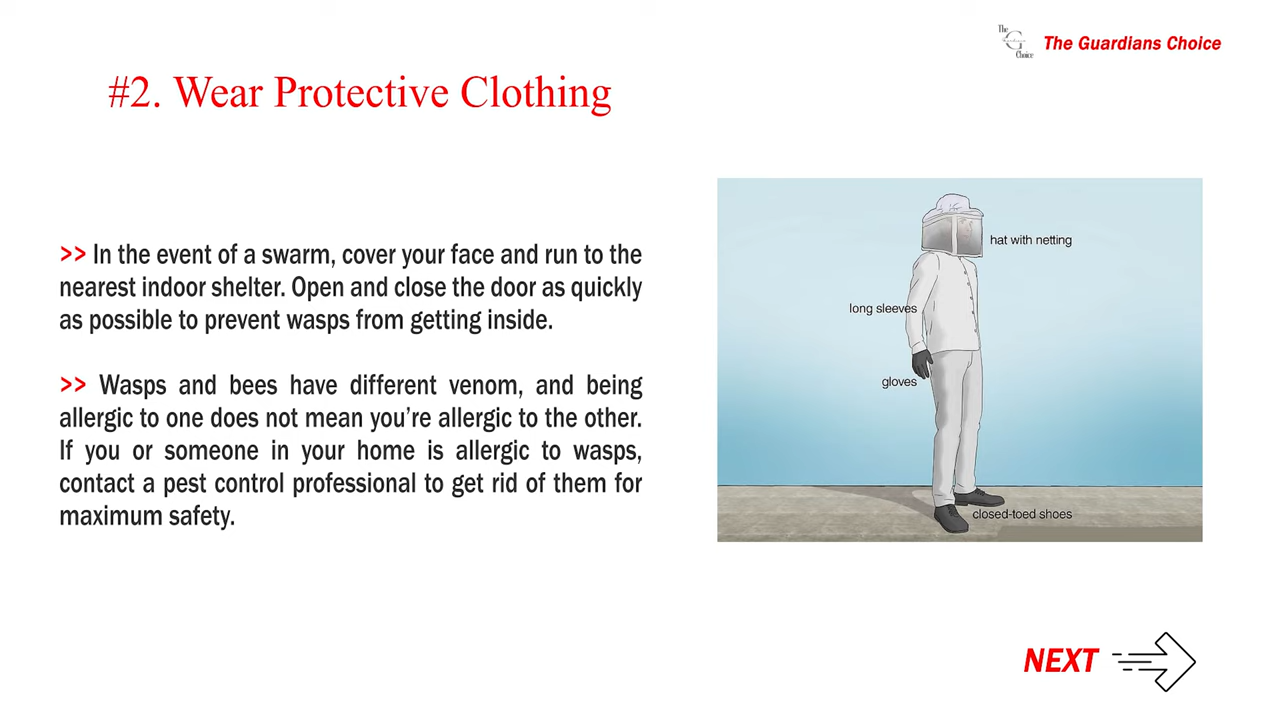 The
G
Guardians
Choice
The Guardians Choice
#2. Wear Protective Clothing
>> In the event of a swarm, cover your face and run to the
nearest indoor shelter. Open and close the door as quickly
as possible to prevent wasps from getting inside.
>> Wasps and bees have different venom, and being
allergic to one does not mean you're allergic to the other.
If you or someone in your home is allergic to wasps,
contact a pest control professional to get rid of them for
maximum safety.
hat with netting
long sleeves
gloves
closed-toed shoes
NEXT